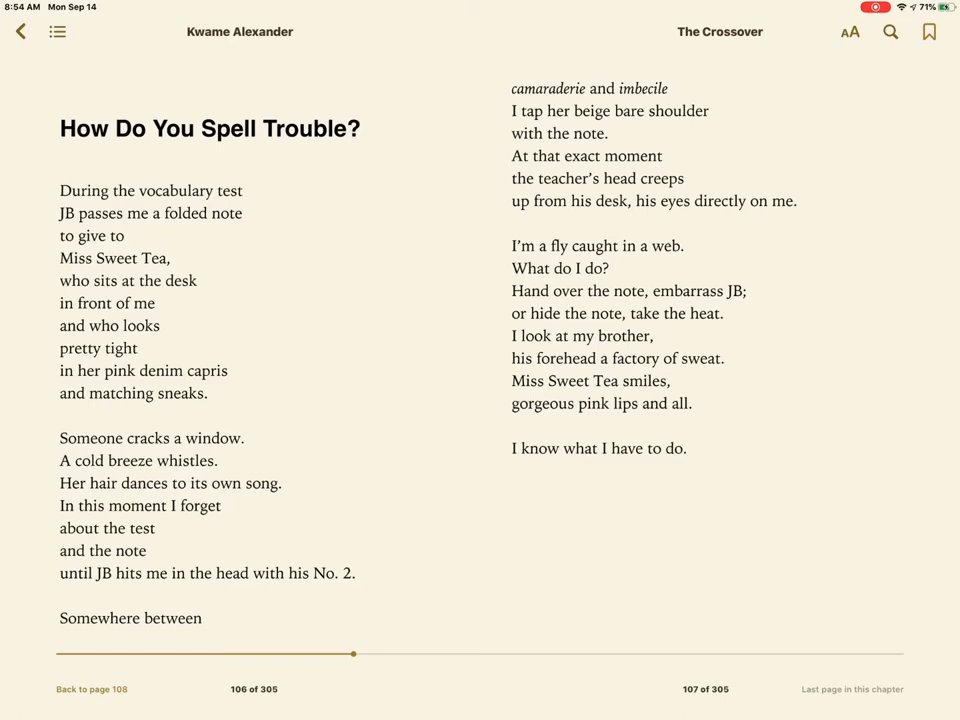 8:54 AM Mon Sep 14
71%
Kwame Alexander
The Crossover
AA
How Do You Spell Trouble?
During the vocabulary test
JB passes me a folded note
to give to
Miss Sweet Tea,
who sits at the desk
in front of me
and who looks
pretty tight
in her pink denim capris
and matching sneaks.
Someone cracks a window.
A cold breeze whistles.
Her hair dances to its own song.
In this moment I forget
about the test
and the note
until JB hits me in the head with his No. 2.
Somewhere between
camaraderie and imbecile
I tap her beige bare shoulder
with the note.
At that exact moment
the teacher’s head creeps
up from his desk, his eyes directly on me.
I’m a fly caught in a web.
What do I do?
Hand over the note, embarrass JB;
or hide the note, take the heat.
I look at my brother,
his forehead a factory of sweat.
Miss Sweet Tea smiles,
gorgeous pink lips and all.
I know what I have to do.
Back to page 108
106 of 305
107 of 305
Last page in this chapter